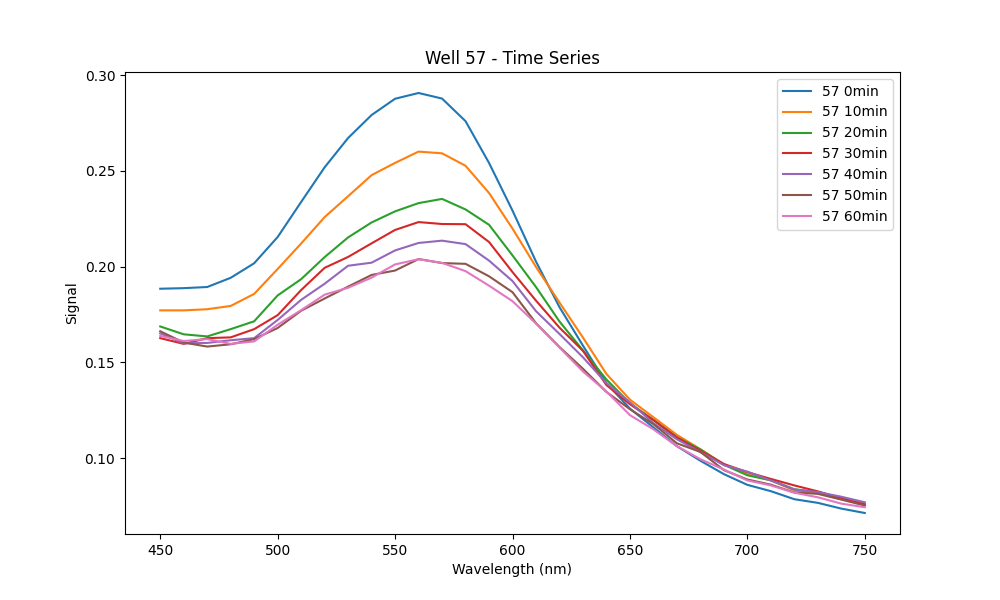 Well 57 - Time Series
0.30
0.25
0.20
0.15
0.10
Signal
450
500
550
600
650
700
750
Wavelength (nm)
57 0min
57 10min
57 20min
57 30min
57 40min
57 50min
57 60min